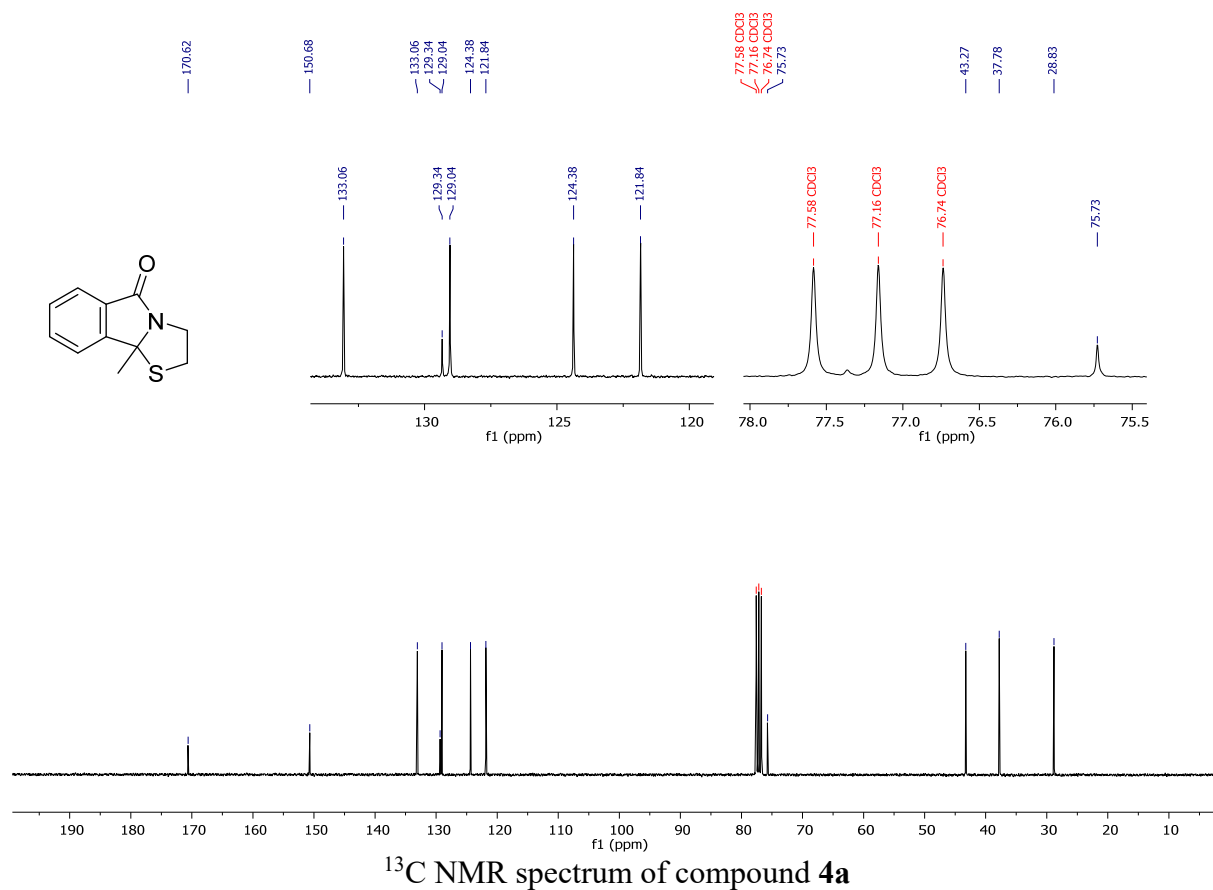 170.62
150.68
133.06
129.34
129.04
124.38
121.84
77.58 CDCl3
77.16 CDCl3
76.74 CDCl3
75.73
43.27
37.78
28.83
133.06
129.34
129.04
124.38
121.84
77.58 CDCl3
77.16 CDCl3
76.74 CDCl3
75.73
O
N
S
130 125 120
f1 (ppm)
78.0 77.5 77.0 76.5 76.0 75.5
f1 (ppm)
190 180 170 160 150 140 130 120 110 100 90 80 70 60 50 40 30 20 10
f1 (ppm)
¹³C NMR spectrum of compound 4a